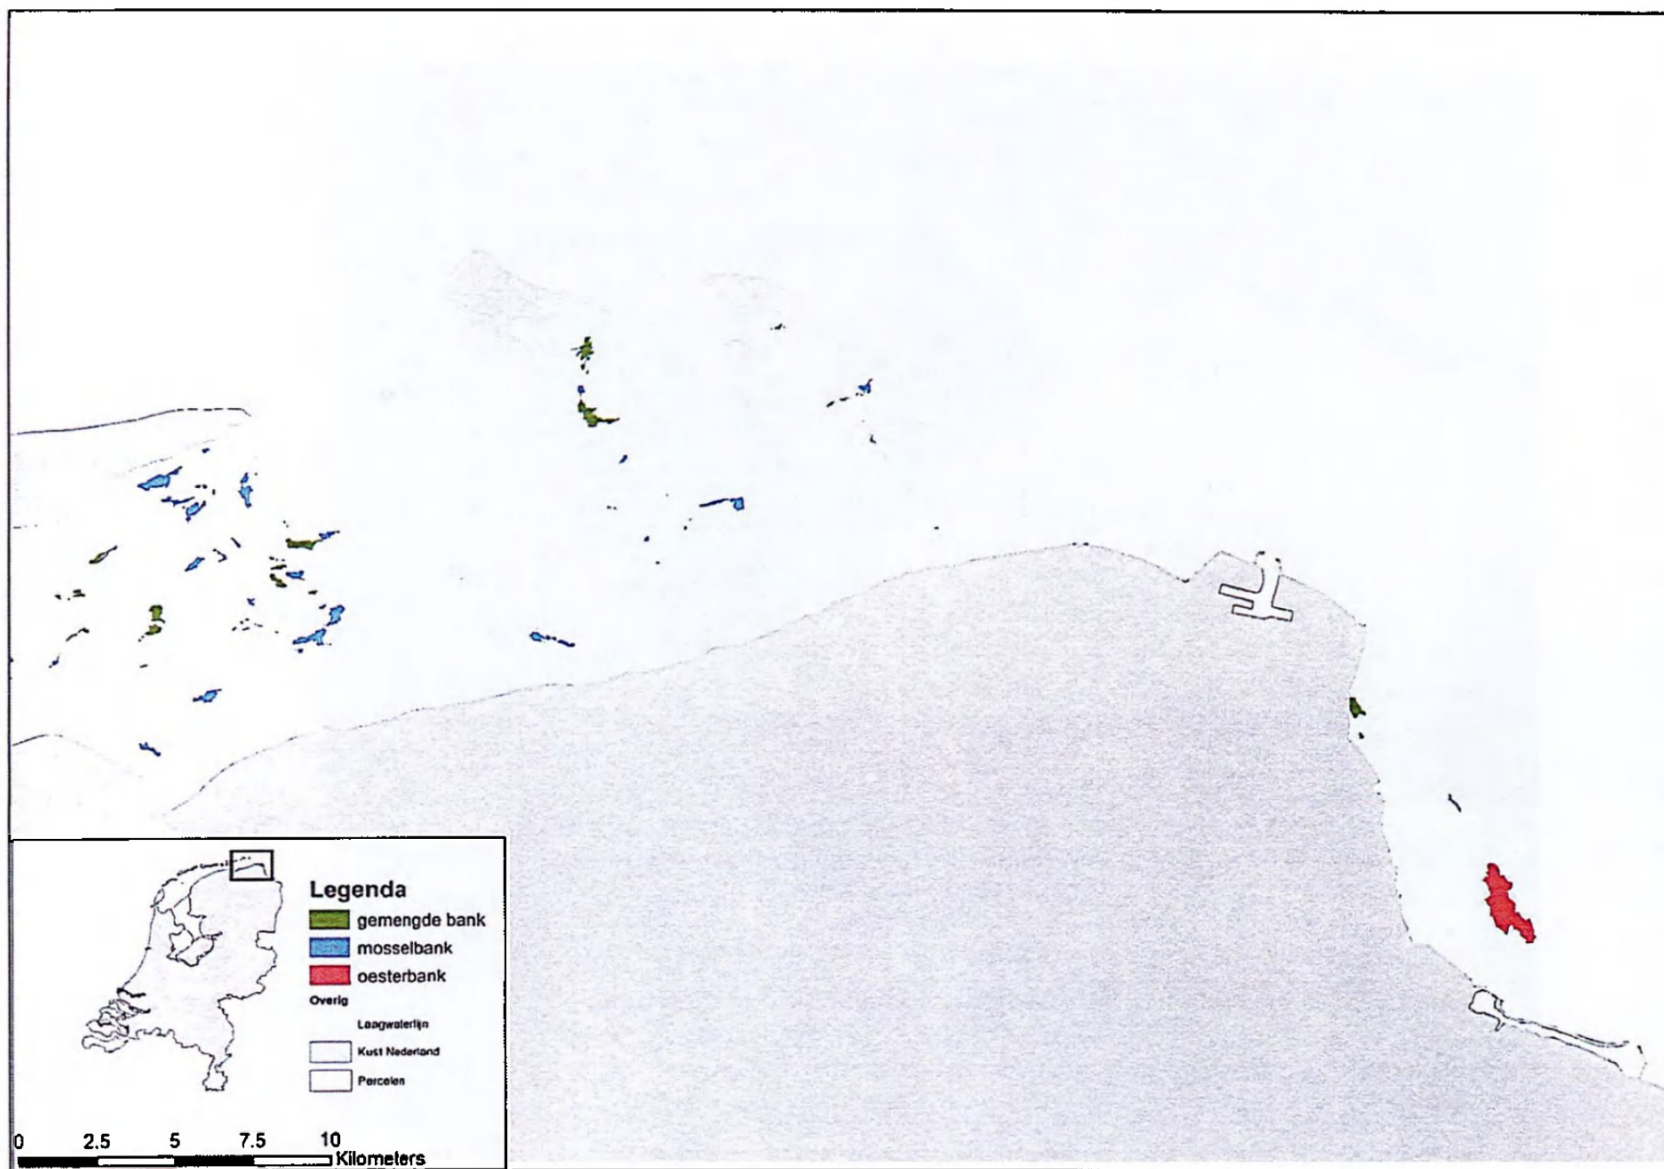 Legenda
gemengde bank
mosselbank
oesterbank
Overig
Laagwaterlijn
Kust Nederland
Percelen
0 2.5 5 7.5 10
Kilometers